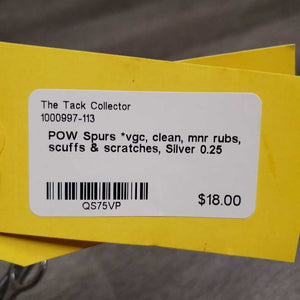 The Tack Collector
1000997-113
POW Spurs *vgc, clean, mnr rubs,
scuffs & scratches, Silver 0.25
QS75VP
$18.00